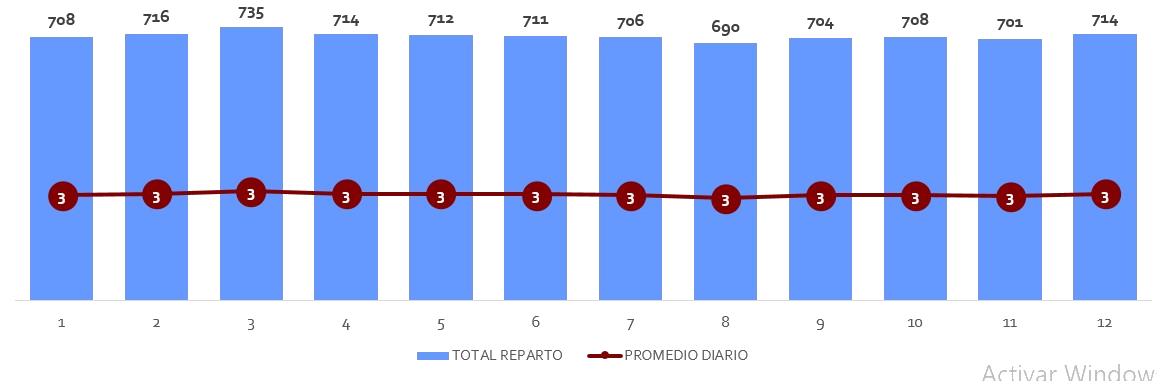 708 716 735 714 712 711 706 690 704 708 701 714
3 3 3 3 3 3 3 3 3 3 3 3
1 2 3 4 5 6 7 8 9 10 11 12
TOTAL REPARTO PROMEDIO DIARIO
Activar Window